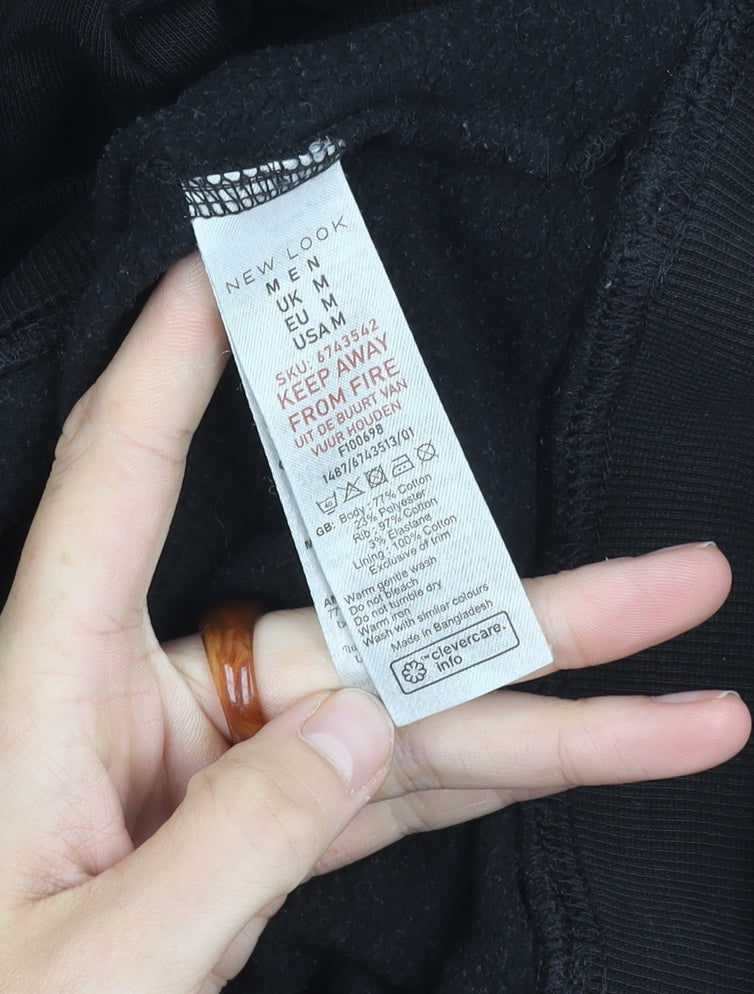 NEW LOOK
MEN
UK M
EU M
USA M
SKU: 6743542
KEEP AWAY
FROM FIRE
UIT DE BUURT VAN
VUUR HOUDEN
F100698
1487/6743513/01
40
GB: Body : 77% Cotton
23% Polyester
Rib : 97% Cotton
3% Elastane
Lining : 100% Cotton
Exclusive of trim
Warm gentle wash
Do not bleach
Do not tumble dry
Warm iron
Wash with similar colours
Made in Bangladesh
™clevercare.
info